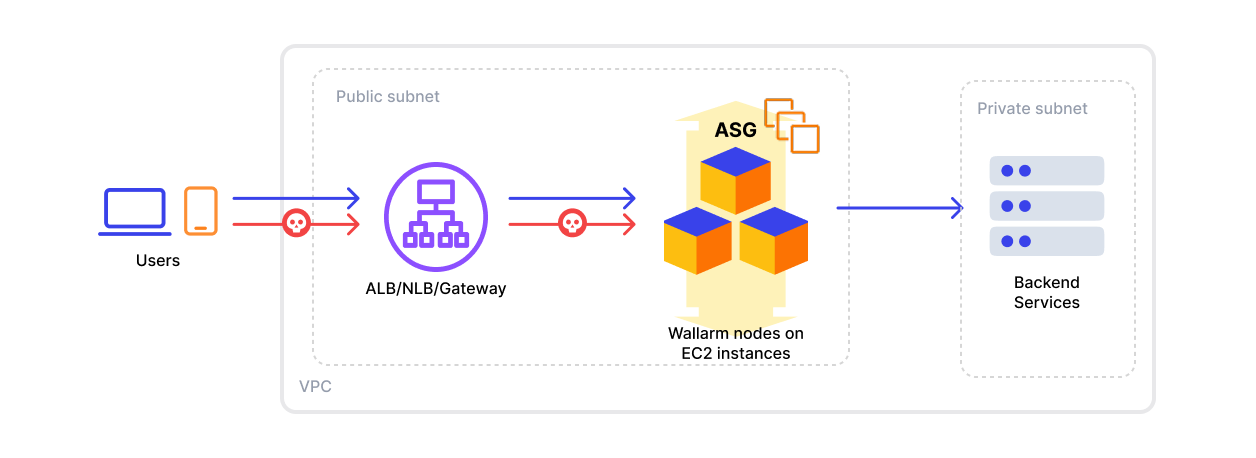 Public subnet
Private subnet
ASG
Users
ALB/NLB/Gateway
Backend
Services
Wallarm nodes on
EC2 instances
VPC